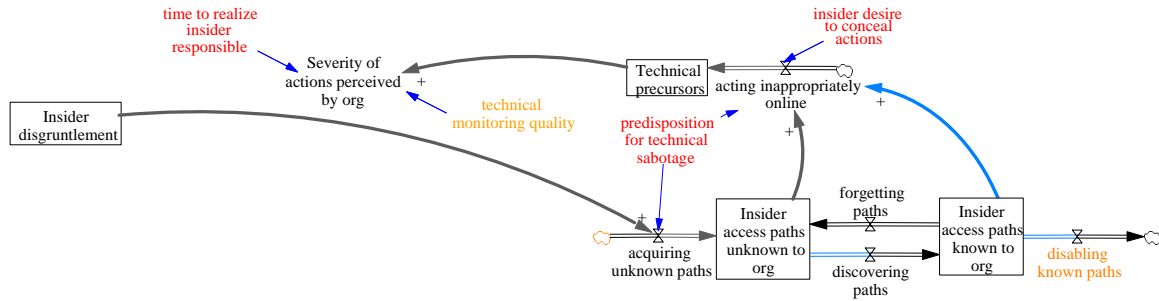 time to realize
insider
responsible
Severity of
actions perceived
by org
+
technical
monitoring quality
Insider
disgruntlement
Technical
precursors
insider desire
to conceal
actions
acting inappropriately
online
+
+
predisposition
for technical
sabotage
+
acquiring
unknown paths
Insider
access paths
unknown to
org
forgetting
paths
discovering
paths
Insider
access paths
known to
org
disabling
known paths